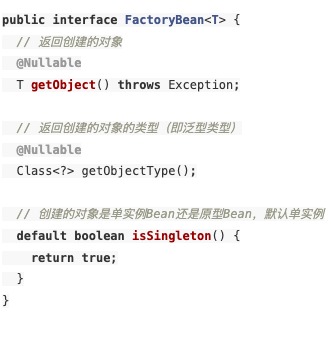 public interface FactoryBean<T> {
// 返回创建的对象
@Nullable
T getObject() throws Exception;
// 返回创建的对象的类型（即泛型类型）
@Nullable
Class<?> getObjectType();
// 创建的对象是单实例Bean还是原型Bean，默认单实例
default boolean isSingleton() {
return true;
}
}